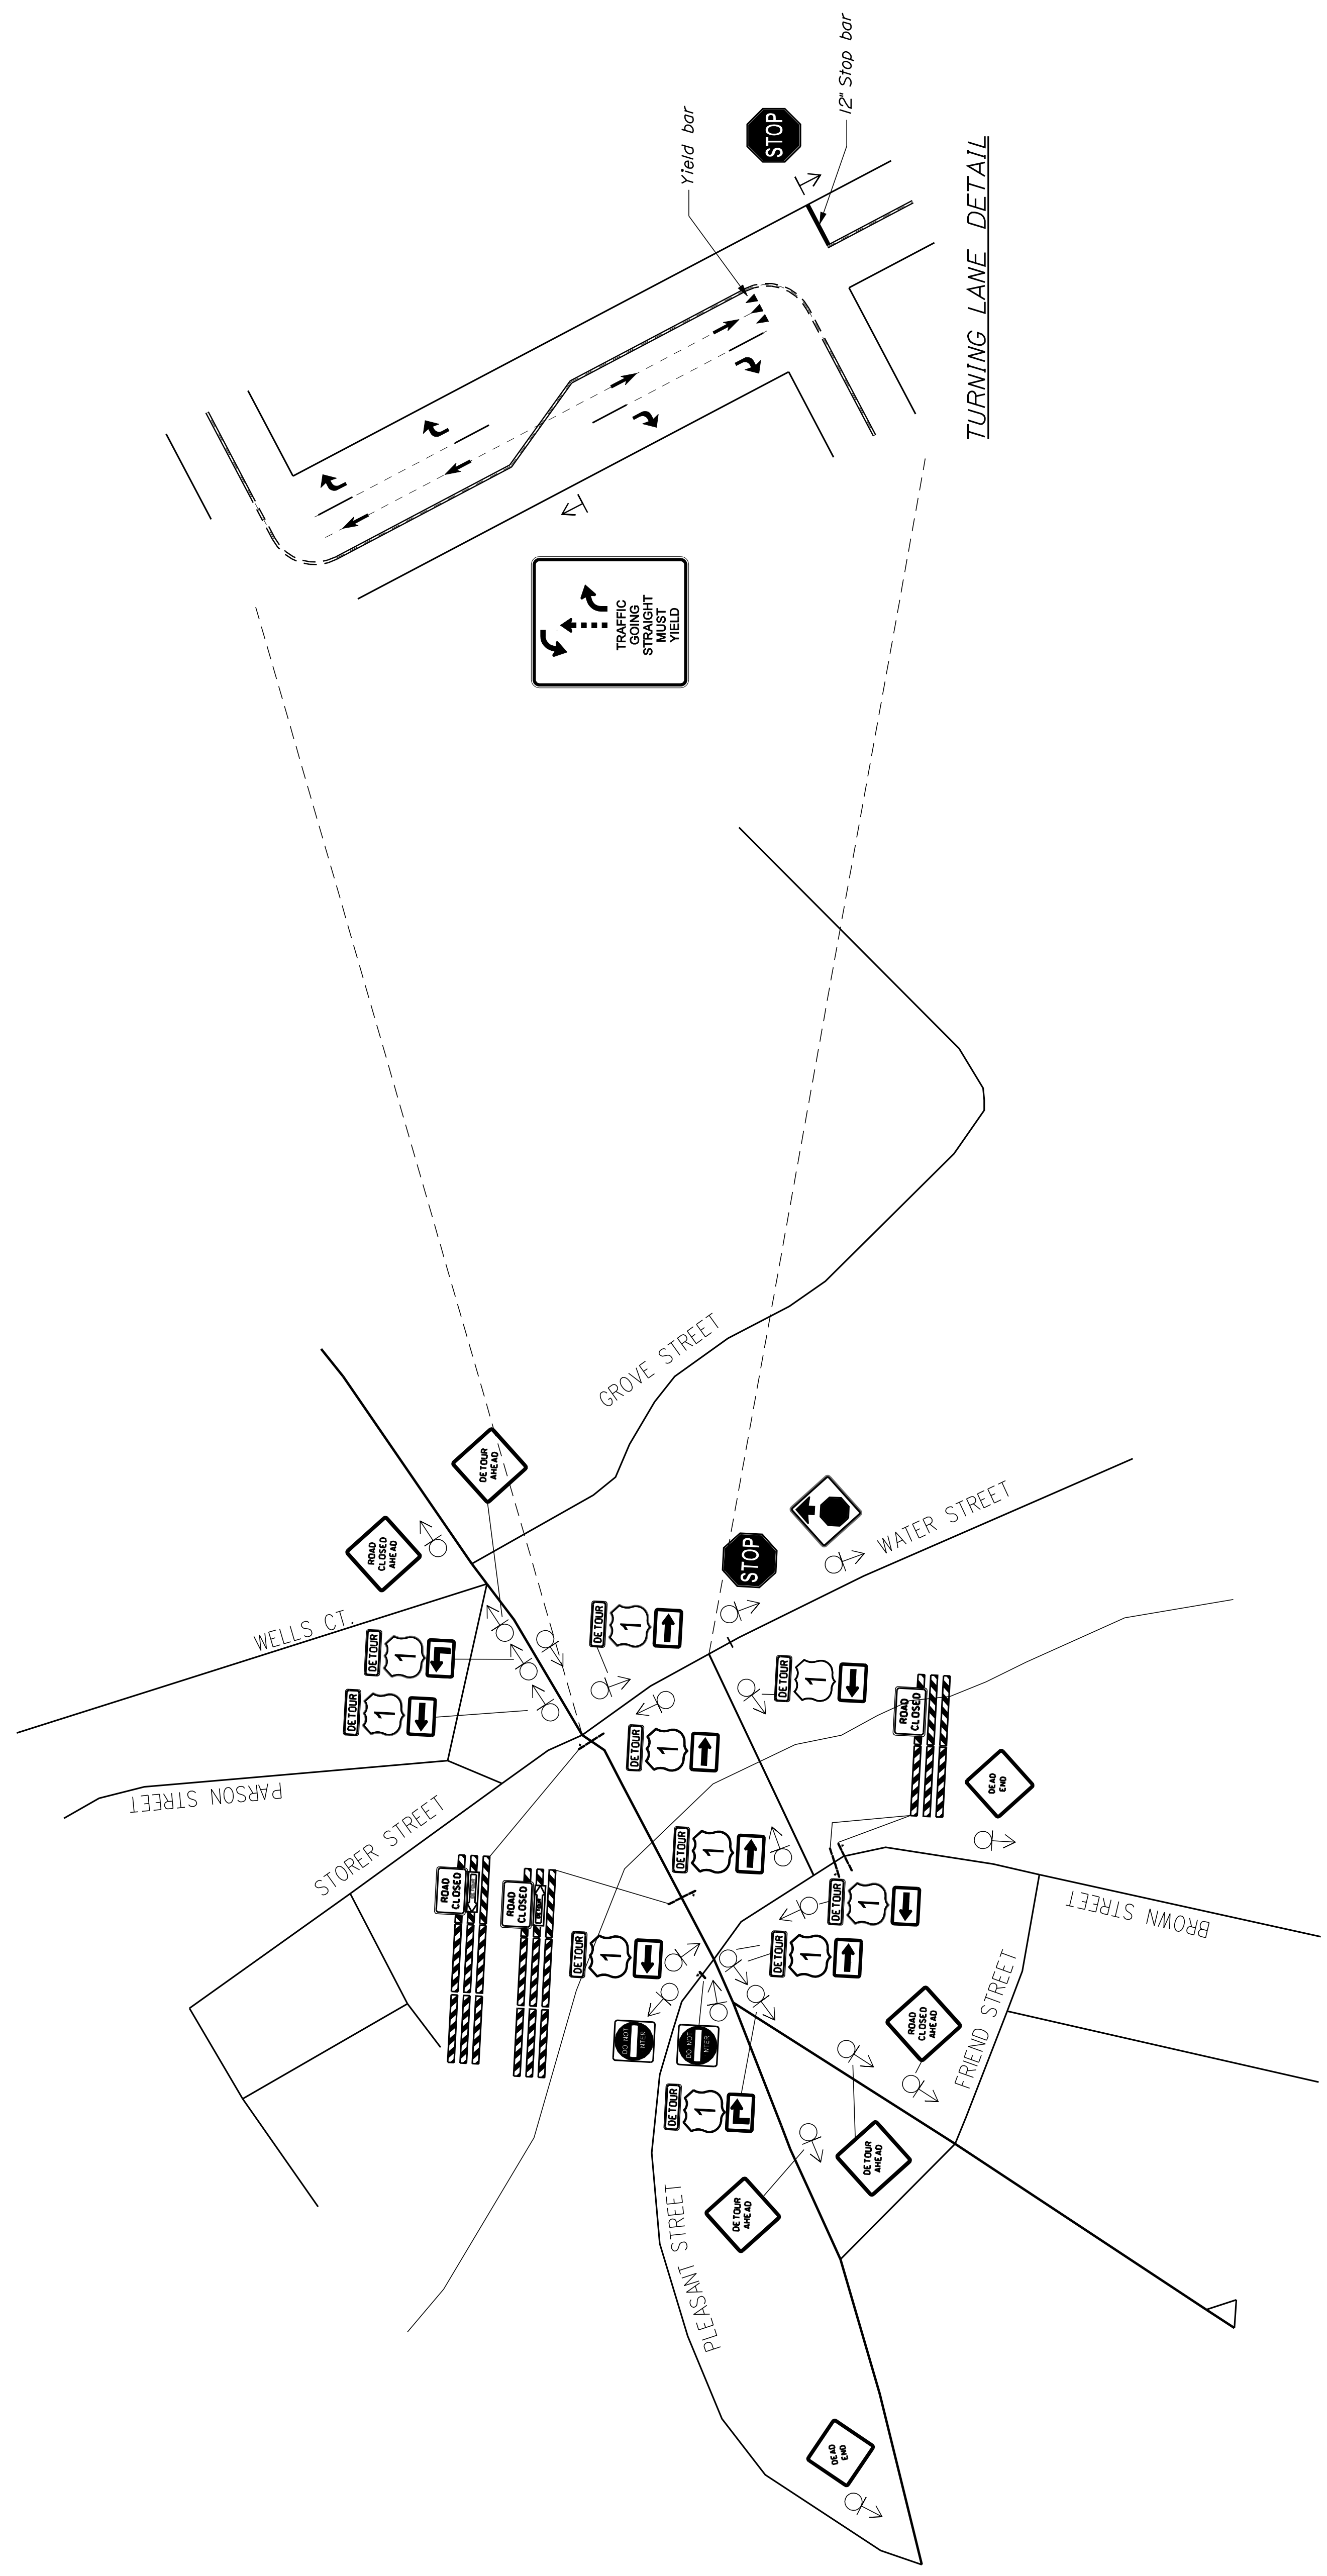 12" Stop bar
Yield bar
STOP
TURNING LANE DETAIL
TRAFFIC
GOING
STRAIGHT
MUST
YIELD
GROVE STREET
DETOUR
AHEAD
ROAD
CLOSED
AHEAD
WATER STREET
STOP
WELLS CT.
DETOUR
1
DETOUR
1
DETOUR
1
DETOUR
1
DETOUR
1
ROAD
CLOSED
PARSON STREET
DEAD
END
STORER STREET
DETOUR
1
ROAD
CLOSED
ROAD
CLOSED
DETOUR
1
BROWN STREET
DETOUR
1
DETOUR
1
FRIEND STREET
ROAD
CLOSED
AHEAD
DO NOT
NTER
DO NOT
NTER
DETOUR
1
DETOUR
AHEAD
DETOUR
AHEAD
PLEASANT STREET
DEAD
END